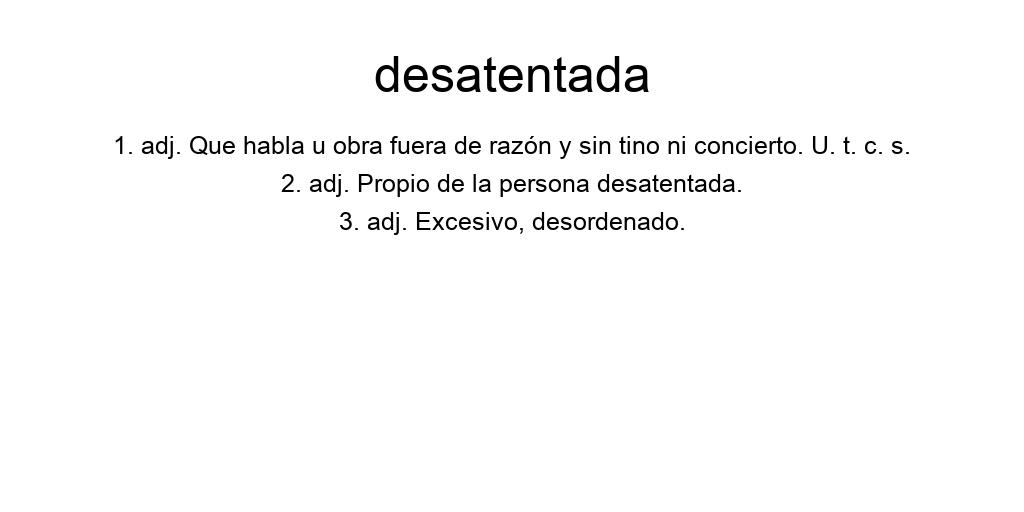 desatentada
1. adj. Que habla u obra fuera de razón y sin tino ni concierto. U. t. c. s.
2. adj. Propio de la persona desatentada.
3. adj. Excesivo, desordenado.